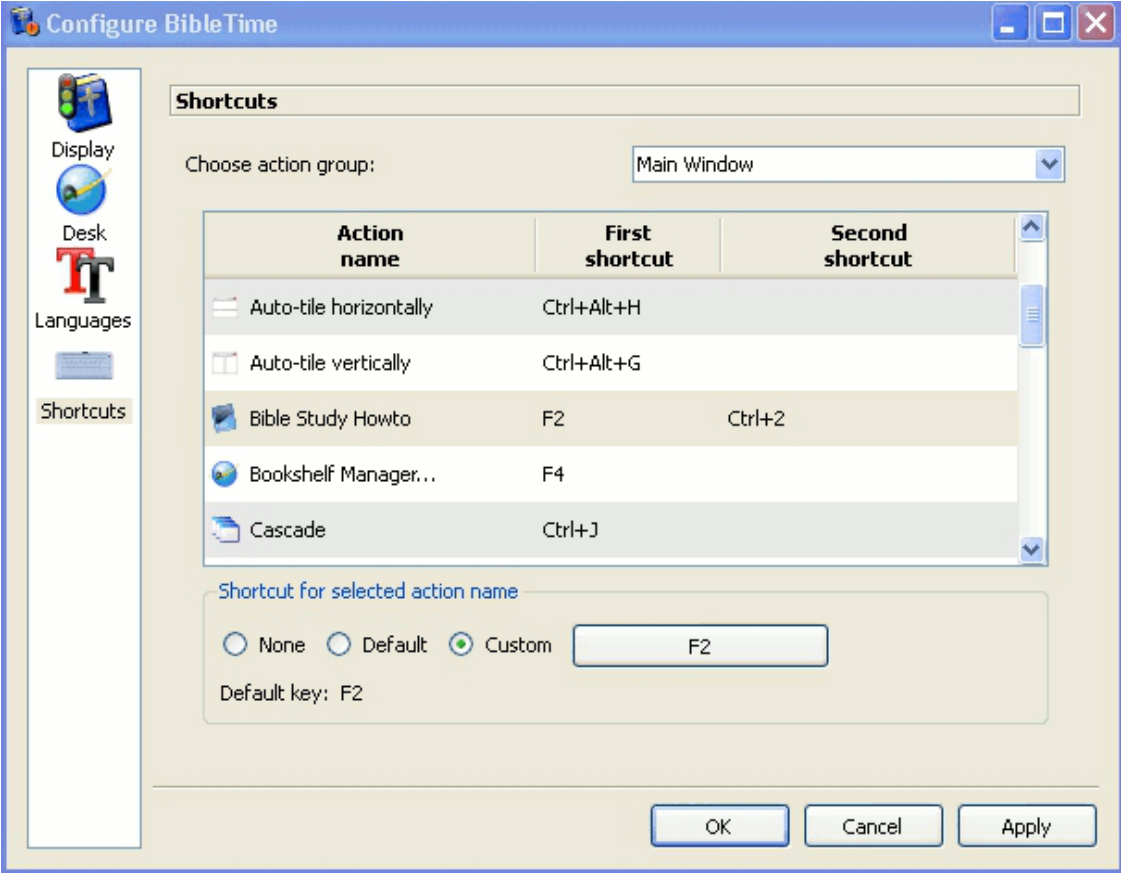 Configure BibleTime
Display
Desk
Languages
Shortcuts
Shortcuts
Choose action group: Main Window
Action name First shortcut Second shortcut
Auto-tile horizontally Ctrl+Alt+H
Auto-tile vertically Ctrl+Alt+G
Bible Study Howto F2 Ctrl+2
Bookshelf Manager... F4
Cascade Ctrl+J
Shortcut for selected action name
None Default Custom F2
Default key: F2
OK Cancel Apply